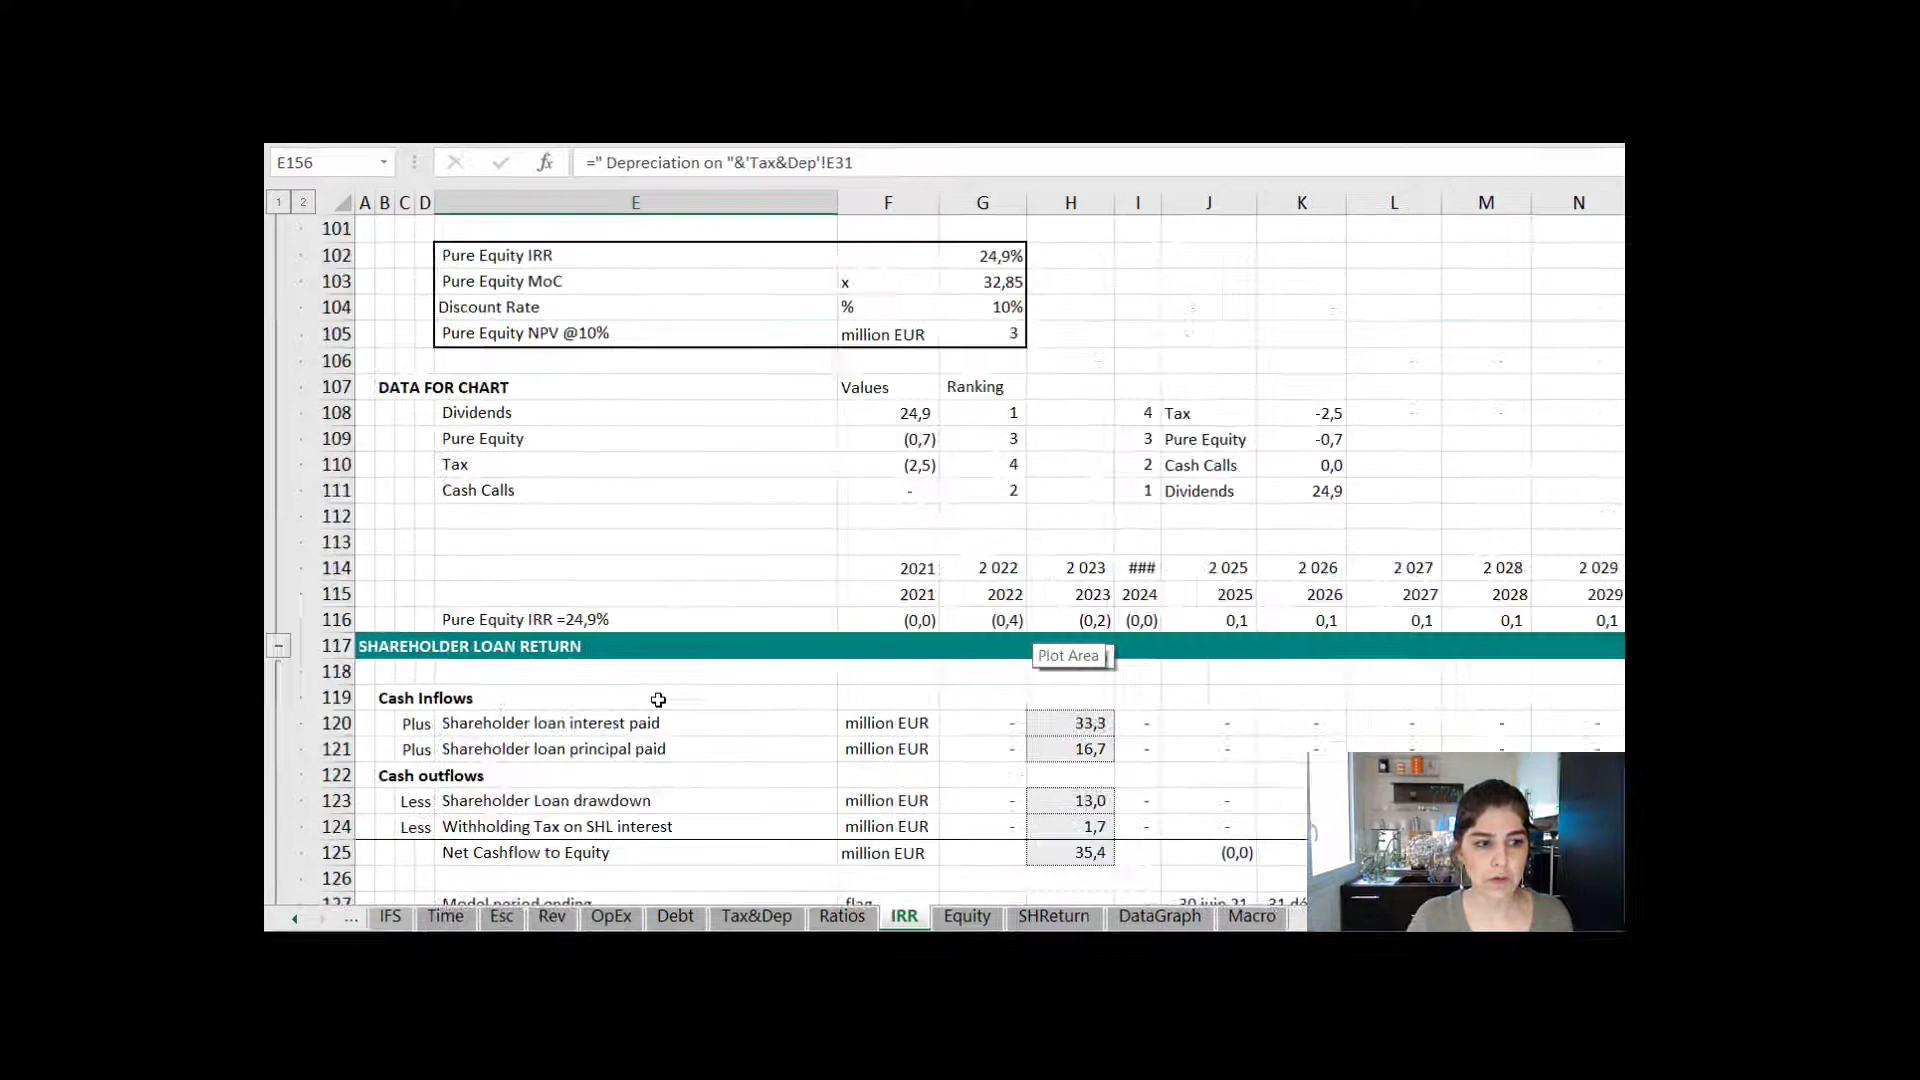 E156 =" Depreciation on "&'Tax&Dep'!E31
1 2 A B C D E F G H I J K L M N
101
102 Pure Equity IRR 24,9%
103 Pure Equity MoC x 32,85
104 Discount Rate % 10%
105 Pure Equity NPV @10% million EUR 3
106
107 DATA FOR CHART Values Ranking
108 Dividends 24,9 1 4 Tax -2,5
109 Pure Equity (0,7) 3 3 Pure Equity -0,7
110 Tax (2,5) 4 2 Cash Calls 0,0
111 Cash Calls - 2 1 Dividends 24,9
112
113
114 2021 2 022 2 023 ### 2 025 2 026 2 027 2 028 2 029
115 2021 2022 2023 2024 2025 2026 2027 2028 2029
116 Pure Equity IRR =24,9% (0,0) (0,4) (0,2) (0,0) 0,1 0,1 0,1 0,1 0,1
117 SHAREHOLDER LOAN RETURN
Plot Area
118
119 Cash Inflows
120 Plus Shareholder loan interest paid million EUR - 33,3 - - - - - -
121 Plus Shareholder loan principal paid million EUR - 16,7 - - - - - -
122 Cash outflows
123 Less Shareholder Loan drawdown million EUR - 13,0 - -
124 Less Withholding Tax on SHL interest million EUR - 1,7 - -
125 Net Cashflow to Equity million EUR 35,4 (0,0)
126
127 Model period ending flag 30 juin 21 31 dé
... IFS Time Esc Rev OpEx Debt Tax&Dep Ratios IRR Equity SHReturn DataGraph Macro